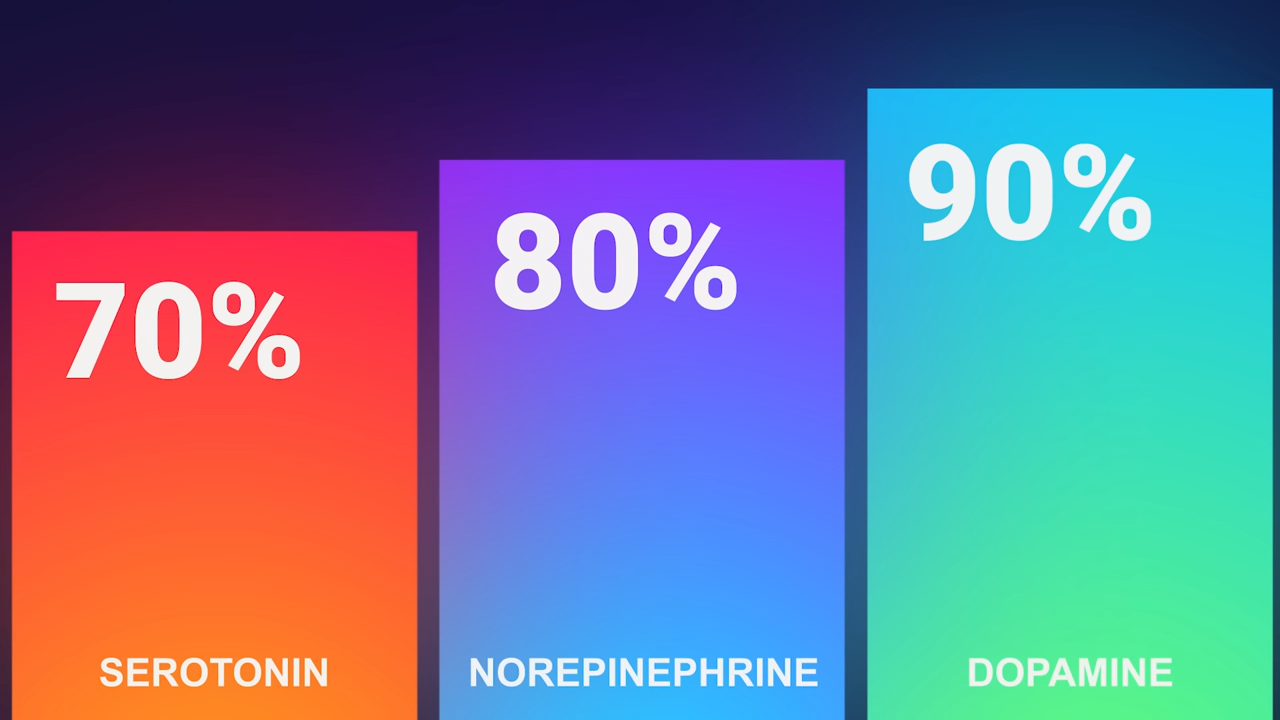 70%
SEROTONIN
80%
NOREPINEPHRINE
90%
DOPAMINE